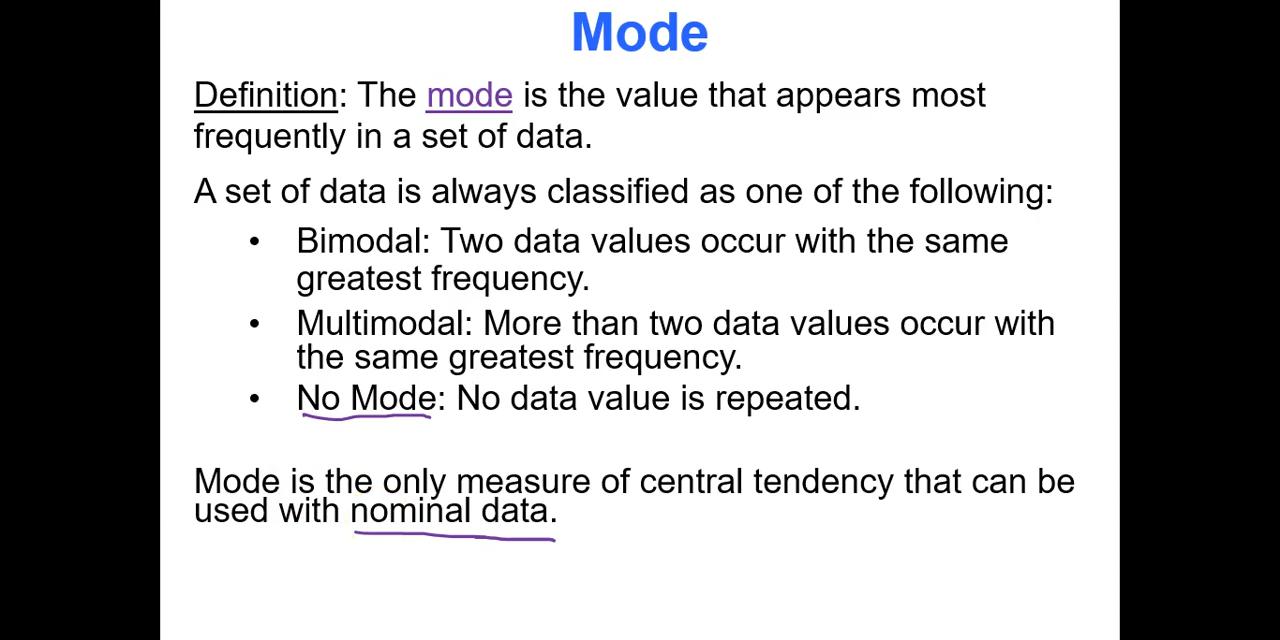 Mode
Definition: The mode is the value that appears most
frequently in a set of data.
A set of data is always classified as one of the following:
• Bimodal: Two data values occur with the same
greatest frequency.
• Multimodal: More than two data values occur with
the same greatest frequency.
• No Mode: No data value is repeated.
Mode is the only measure of central tendency that can be
used with nominal data.